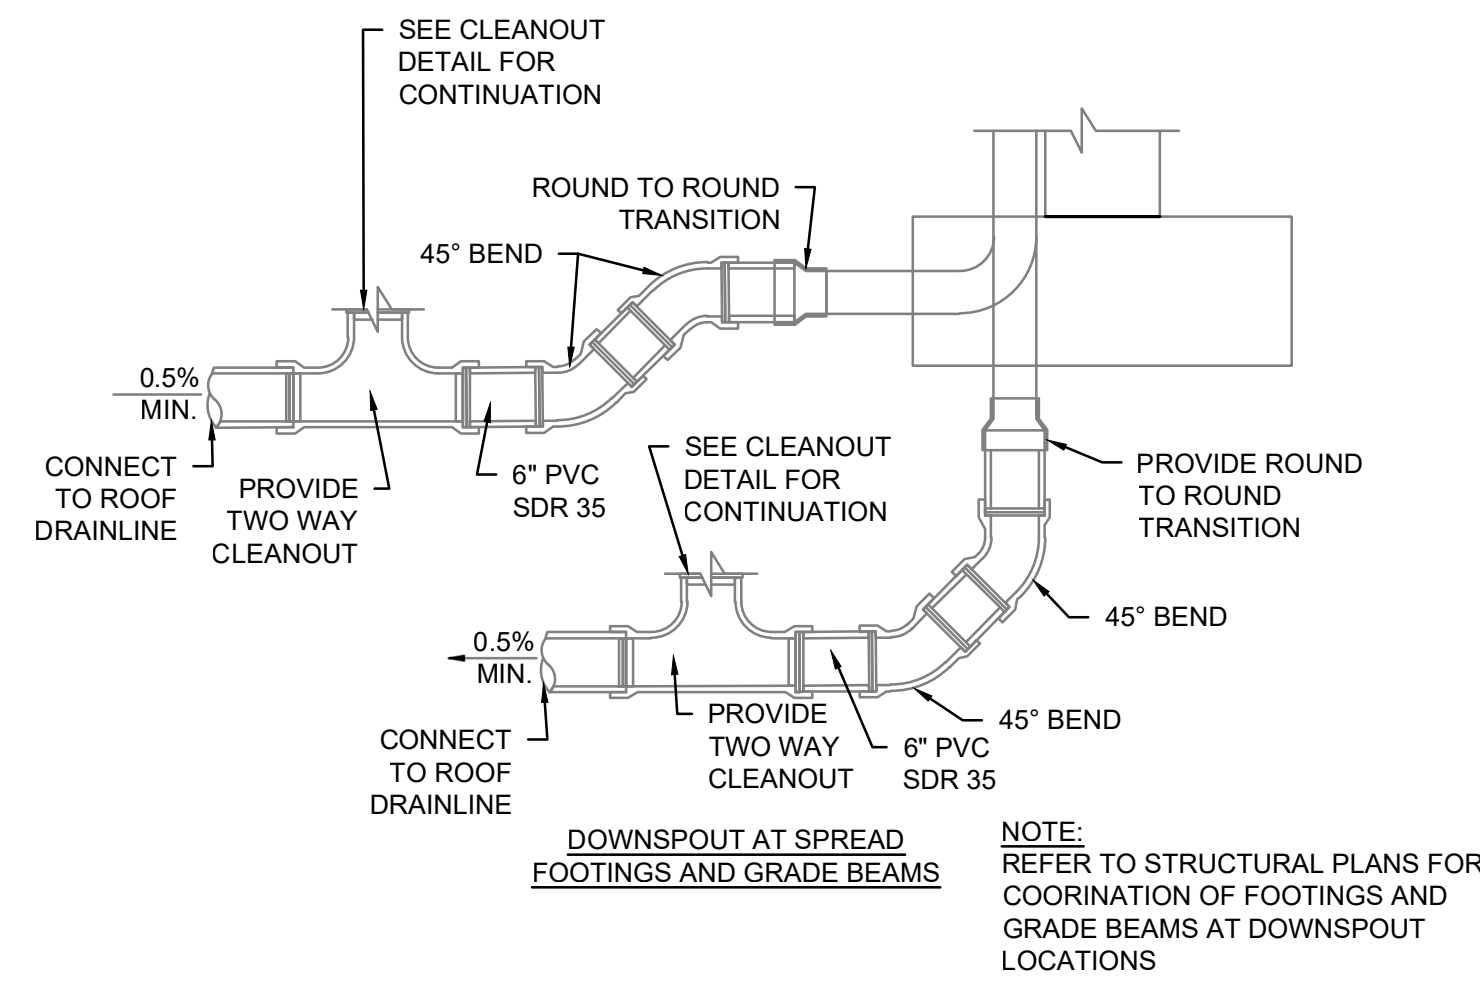 SEE CLEANOUT
DETAIL FOR
CONTINUATION
ROUND TO ROUND
TRANSITION
45° BEND
0.5%
MIN.
CONNECT
TO ROOF
DRAINLINE
PROVIDE
TWO WAY
CLEANOUT
6" PVC
SDR 35
SEE CLEANOUT
DETAIL FOR
CONTINUATION
PROVIDE ROUND
TO ROUND
TRANSITION
45° BEND
0.5%
MIN.
CONNECT
TO ROOF
DRAINLINE
PROVIDE
TWO WAY
CLEANOUT
6" PVC
SDR 35
45° BEND
DOWNSPOUT AT SPREAD
FOOTINGS AND GRADE BEAMS
NOTE:
REFER TO STRUCTURAL PLANS FOR
COORINATION OF FOOTINGS AND
GRADE BEAMS AT DOWNSPOUT
LOCATIONS